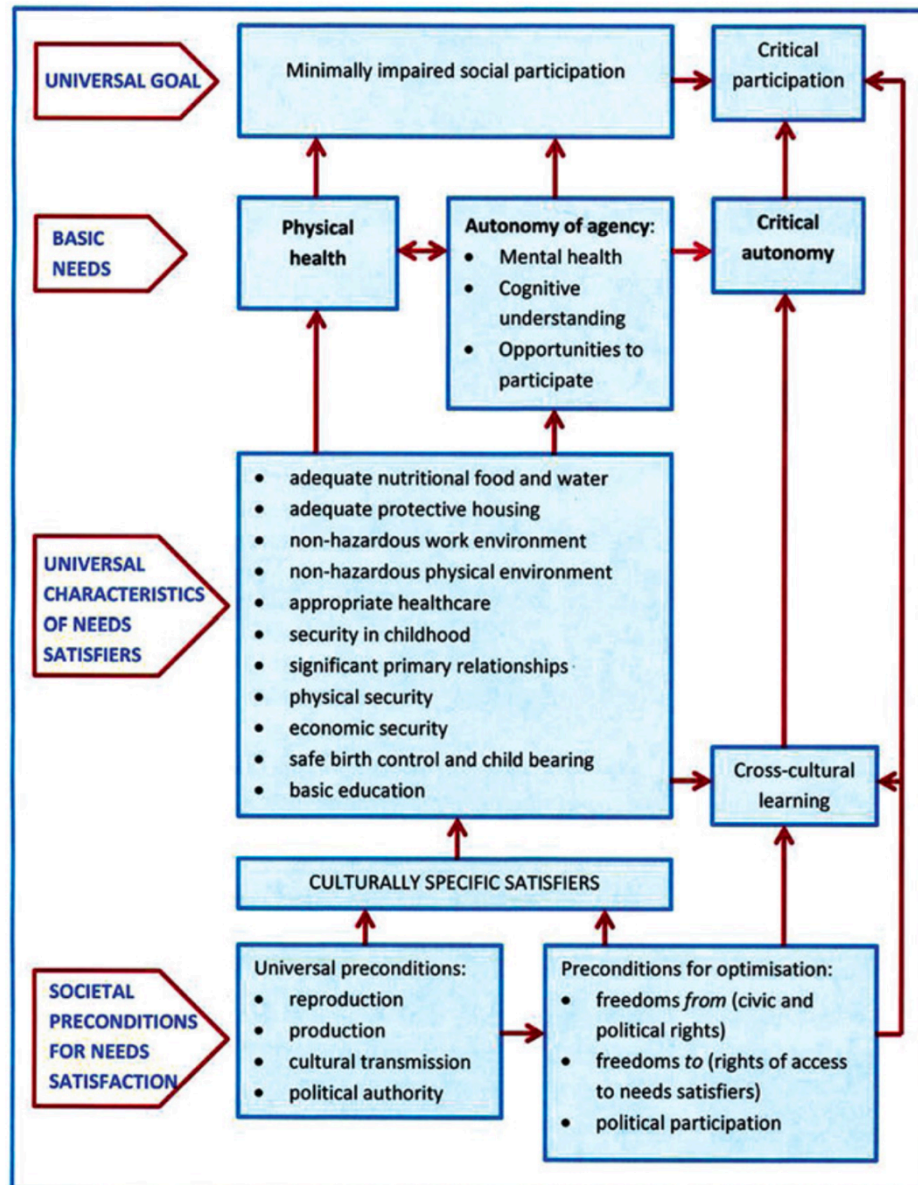 UNIVERSAL GOAL
Minimally impaired social participation
Critical
participation
BASIC
NEEDS
Physical
health
Autonomy of agency:
• Mental health
• Cognitive
understanding
• Opportunities to
participate
Critical
autonomy
UNIVERSAL
CHARACTERISTICS
OF NEEDS
SATISFIERS
• adequate nutritional food and water
• adequate protective housing
• non-hazardous work environment
• non-hazardous physical environment
• appropriate healthcare
• security in childhood
• significant primary relationships
• physical security
• economic security
• safe birth control and child bearing
• basic education
Cross-cultural
learning
CULTURALLY SPECIFIC SATISFIERS
SOCIETAL
PRECONDITIONS
FOR NEEDS
SATISFACTION
Universal preconditions:
• reproduction
• production
• cultural transmission
• political authority
Preconditions for optimisation:
• freedoms from (civic and
political rights)
• freedoms to (rights of access
to needs satisfiers)
• political participation